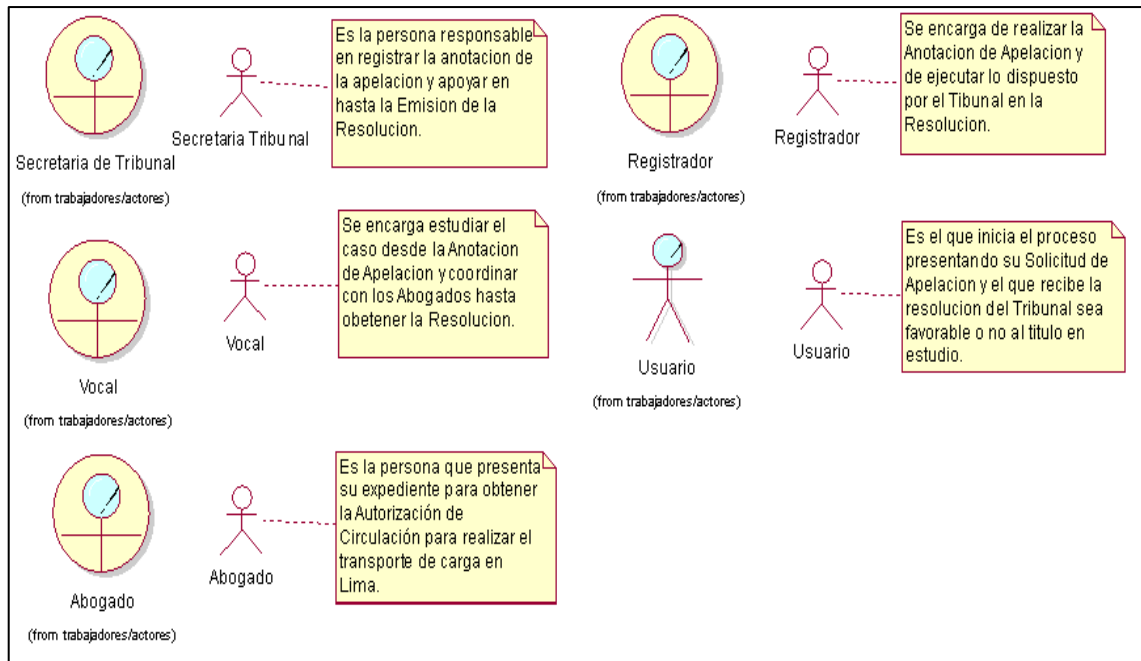 Es la persona responsable
en registrar la anotacion de
la apelacion y apoyar en
hasta la Emision de la
Resolucion.
Secretaria de Tribunal
Secretaria Tribunal
(from trabajadores/actores)
Se encarga de realizar la
Anotacion de Apelacion y
de ejecutar lo dispuesto
por el Tibunal en la
Resolucion.
Registrador
Registrador
(from trabajadores/actores)
Se encarga estudiar el
caso desde la Anotacion
de Apelacion y coordinar
con los Abogados hasta
obetener la Resolucion.
Vocal
Vocal
(from trabajadores/actores)
Es el que inicia el proceso
presentando su Solicitud de
Apelacion y el que recibe la
resolucion del Tribunal sea
favorable o no al titulo en
estudio.
Usuario
Usuario
(from trabajadores/actores)
Es la persona que presenta
su expediente para obtener
la Autorización de
Circulación para realizar el
transporte de carga en
Lima.
Abogado
Abogado
(from trabajadores/actores)